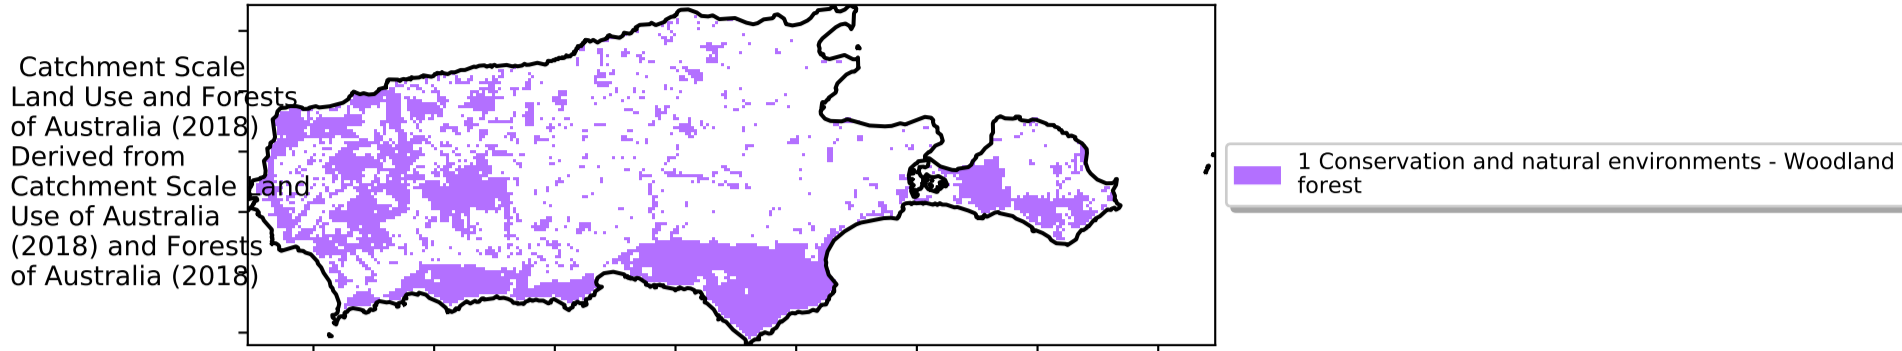 Catchment Scale
Land Use and Forests
of Australia (2018)
Derived from
Catchment Scale Land
Use of Australia
(2018) and Forests
of Australia (2018)
1 Conservation and natural environments - Woodland
forest